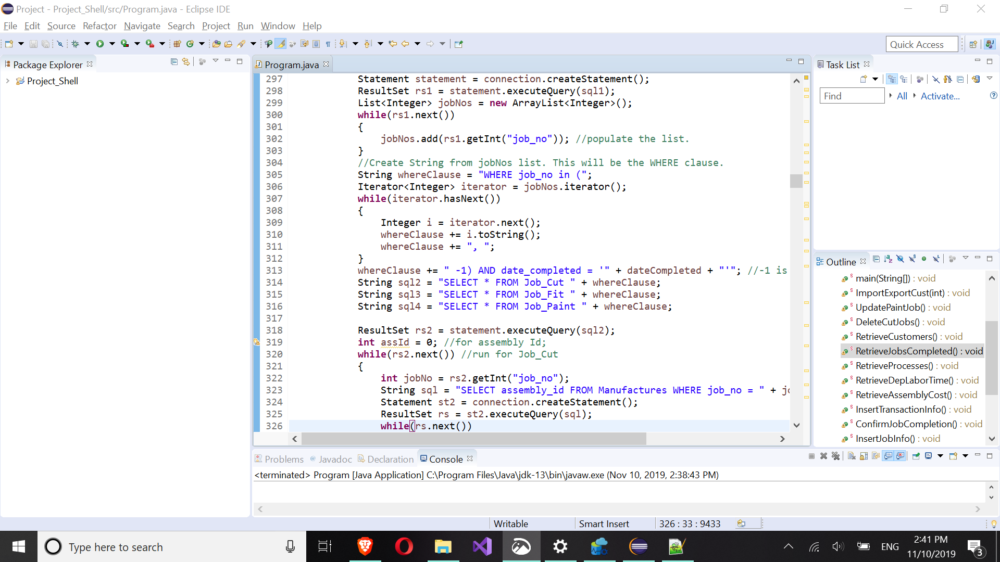 Project - Project_Shell/src/Program.java - Eclipse IDE
File Edit Source Refactor Navigate Search Project Run Window Help
Quick Access
Package Explorer
Project_Shell
Program.java
297 Statement statement = connection.createStatement();
298 ResultSet rs1 = statement.executeQuery(sql1);
299 List<Integer> jobNos = new ArrayList<Integer>();
300 while(rs1.next())
301 {
302 jobNos.add(rs1.getInt("job_no")); //populate the list.
303 }
304 //Create String from jobNos list. This will be the WHERE clause.
305 String whereClause = "WHERE job_no in (";
306 Iterator<Integer> iterator = jobNos.iterator();
307 while(iterator.hasNext())
308 {
309 Integer i = iterator.next();
310 whereClause += i.toString();
311 whereClause += ", ";
312 }
313 whereClause += " -1) AND date_completed = '" + dateCompleted + "'"; //-1 is
314 String sql2 = "SELECT * FROM Job_Cut " + whereClause;
315 String sql3 = "SELECT * FROM Job_Fit " + whereClause;
316 String sql4 = "SELECT * FROM Job_Paint " + whereClause;
317
318 ResultSet rs2 = statement.executeQuery(sql2);
319 int assId = 0; //for assembly Id;
320 while(rs2.next()) //run for Job_Cut
321 {
322 int jobNo = rs2.getInt("job_no");
323 String sql = "SELECT assembly_id FROM Manufactures WHERE job_no = " + jo
324 Statement st2 = connection.createStatement();
325 ResultSet rs = st2.executeQuery(sql);
326 while(rs.next())
Task List
Find All Activate...
Outline
main(String[]) : void
ImportExportCust(int) : void
UpdatePaintJob() : void
DeleteCutJobs() : void
RetrieveCustomers() : void
RetrieveJobsCompleted() : void
RetrieveProcesses() : void
RetrieveDepLaborTime() : void
RetrieveAssemblyCost() : void
InsertTransactionInfo() : void
ConfirmJobCompletion() : void
InsertJobInfo() : void
Problems @ Javadoc Declaration Console
<terminated> Program [Java Application] C:\Program Files\Java\jdk-13\bin\javaw.exe (Nov 10, 2019, 2:38:43 PM)
Writable Smart Insert 326 : 33 : 9433
Type here to search
ENG
2:41 PM
11/10/2019
3